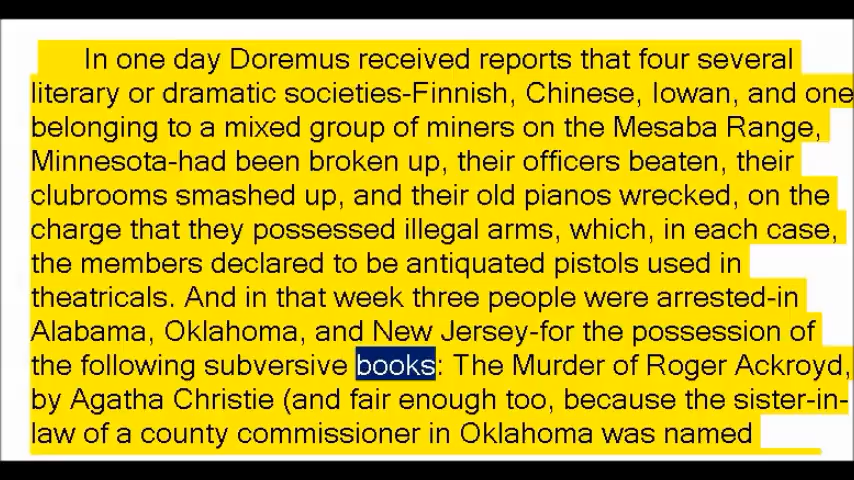 In one day Doremus received reports that four several
literary or dramatic societies-Finnish, Chinese, Iowan, and one
belonging to a mixed group of miners on the Mesaba Range,
Minnesota-had been broken up, their officers beaten, their
clubrooms smashed up, and their old pianos wrecked, on the
charge that they possessed illegal arms, which, in each case,
the members declared to be antiquated pistols used in
theatricals. And in that week three people were arrested-in
Alabama, Oklahoma, and New Jersey-for the possession of
the following subversive books: The Murder of Roger Ackroyd,
by Agatha Christie (and fair enough too, because the sister-in-
law of a county commissioner in Oklahoma was named